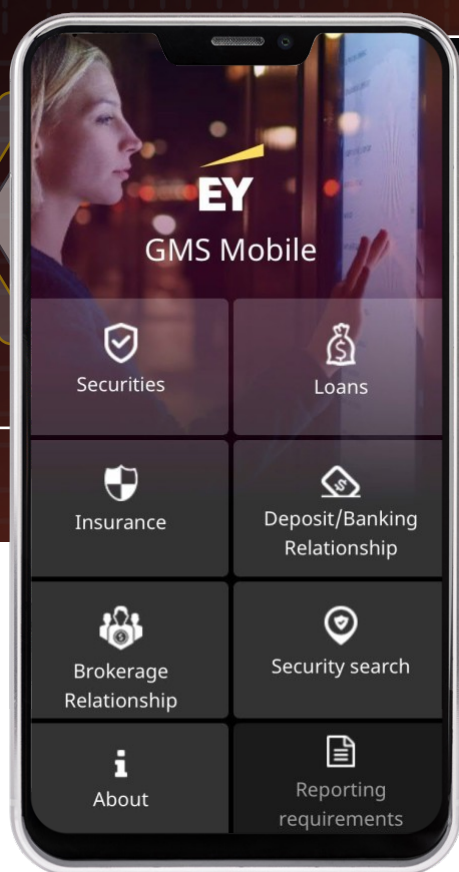 EY
GMS Mobile
Securities
Loans
Insurance
Deposit/Banking
Relationship
Brokerage
Relationship
Security search
About
Reporting
requirements